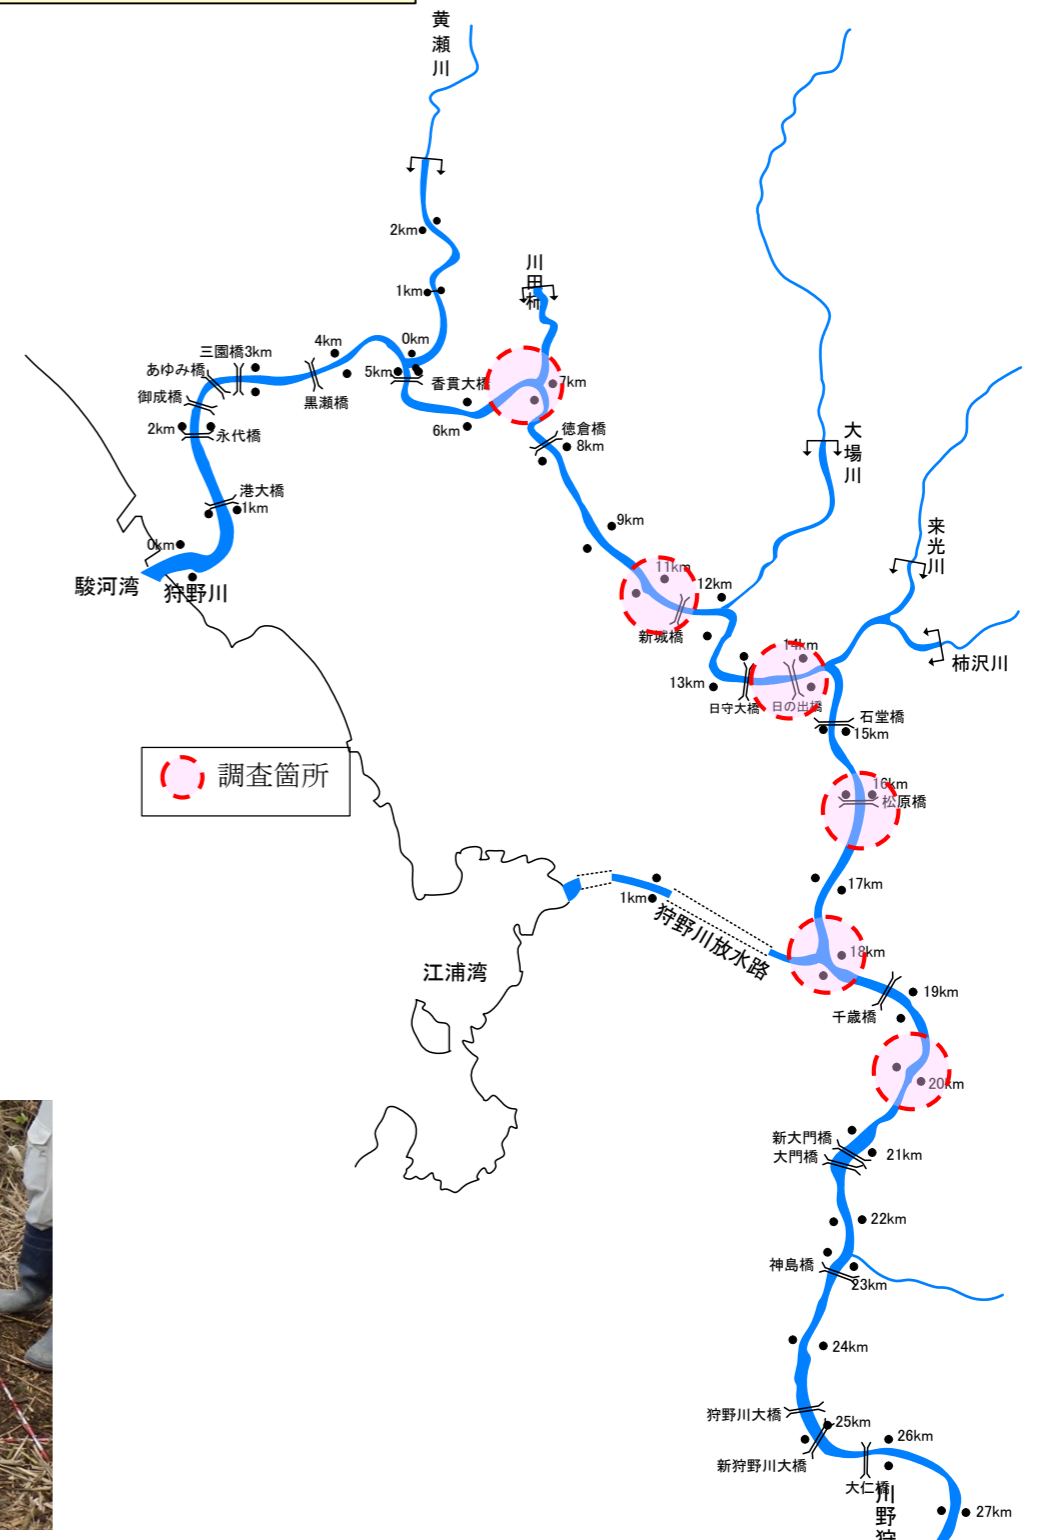 黄瀬川
2km
1km
0km
川田
4km
三園橋3km
あゆみ橋
御成橋
2km
永代橋
黒瀬橋
5km
香貫大橋
6km
7km
徳倉橋
8km
港大橋
1km
0km
駿河湾
狩野川
9km
11km
12km
新城橋
大場川
来光川
柿沢川
14km
13km
日守大橋
日の出橋
石堂橋
15km
16km
松原橋
調査箇所
17km
1km
狩野川放水路
18km
江浦湾
19km
千歳橋
20km
新大門橋
大門橋
21km
22km
神島橋
23km
24km
狩野川大橋
25km
新狩野川大橋
26km
大仁橋
川野狩
27km